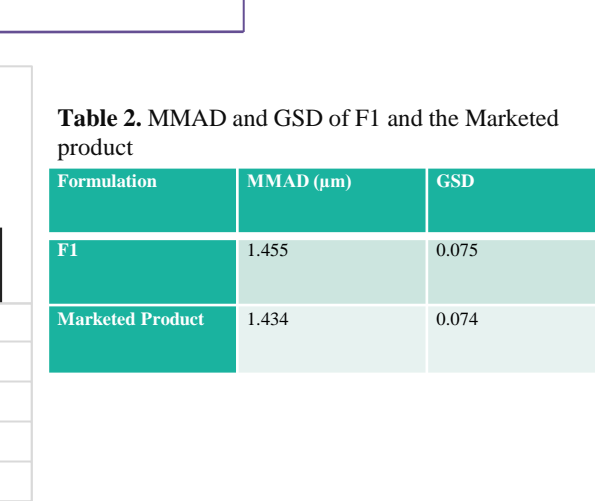 Table 2. MMAD and GSD of F1 and the Marketed
product
Formulation MMAD (μm) GSD
F1 1.455 0.075
Marketed Product 1.434 0.074